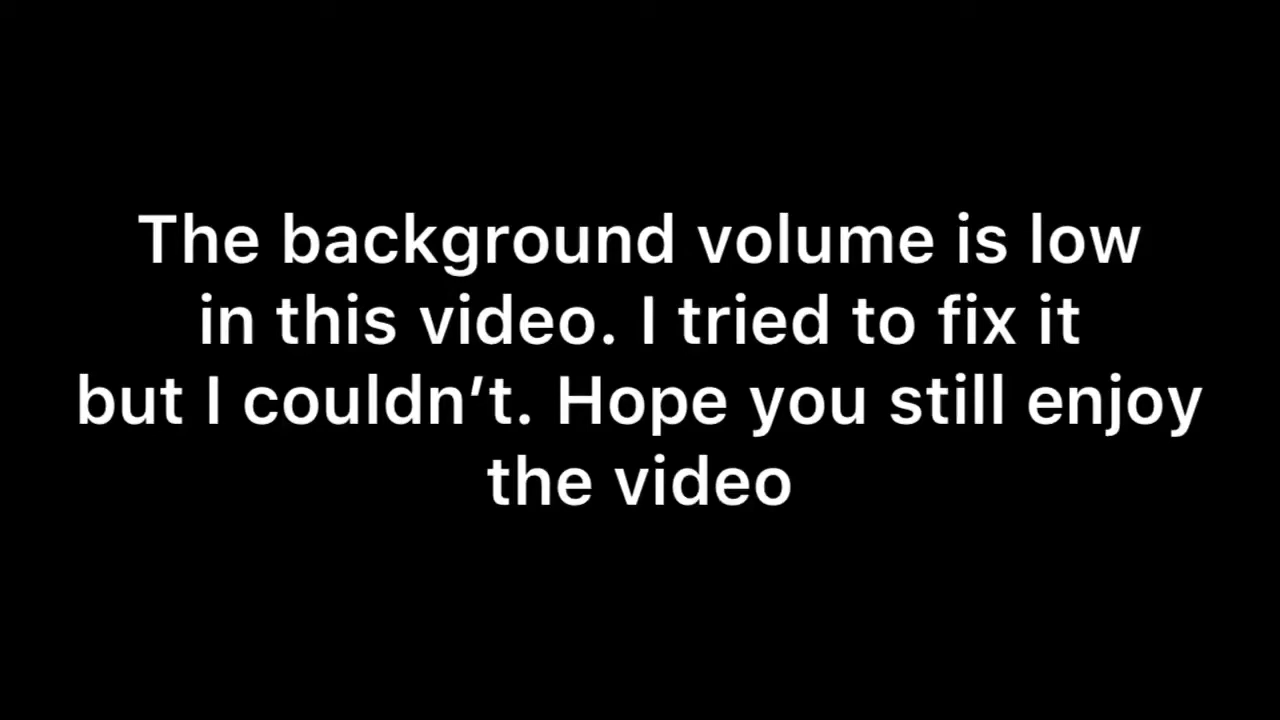 The background volume is low
in this video. I tried to fix it
but I couldn’t. Hope you still enjoy
the video